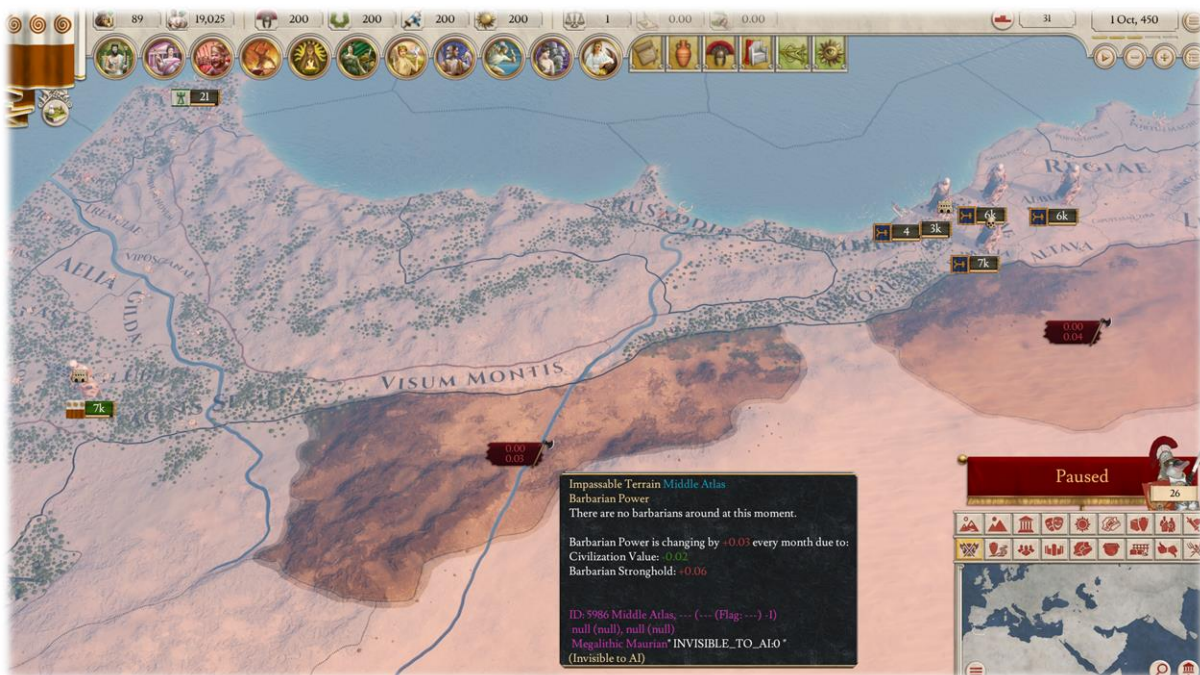 89
19,025
200
200
200
200
1
0.00
0.00
31
1 Oct, 450
21
REGIAE
RUSADDIR
6k
6k
4
3k
ALTAVA
7k
VIPOSCIANAE
AELIA
GILDA
0.00
0.04
VISUM MONTIS
7k
0.00
0.03
Paused
26
Impassable Terrain Middle Atlas
Barbarian Power
There are no barbarians around at this moment.
Barbarian Power is changing by +0.03 every month due to:
Civilization Value: -0.02
Barbarian Stronghold: +0.06
ID: 5986 Middle Atlas, --- (--- (Flag: ---) -1)
null (null), null (null)
Megalithic Maurian" INVISIBLE_TO_AI:0 "
(Invisible to AI)